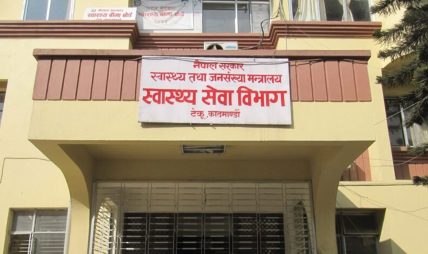 स्वास्थ्य बीमा बोर्ड
नेपाल सरकार
स्वास्थ्य तथा जनसंख्या मन्त्रालय
स्वास्थ्य सेवा विभाग
टेकु, काठमाण्डौं